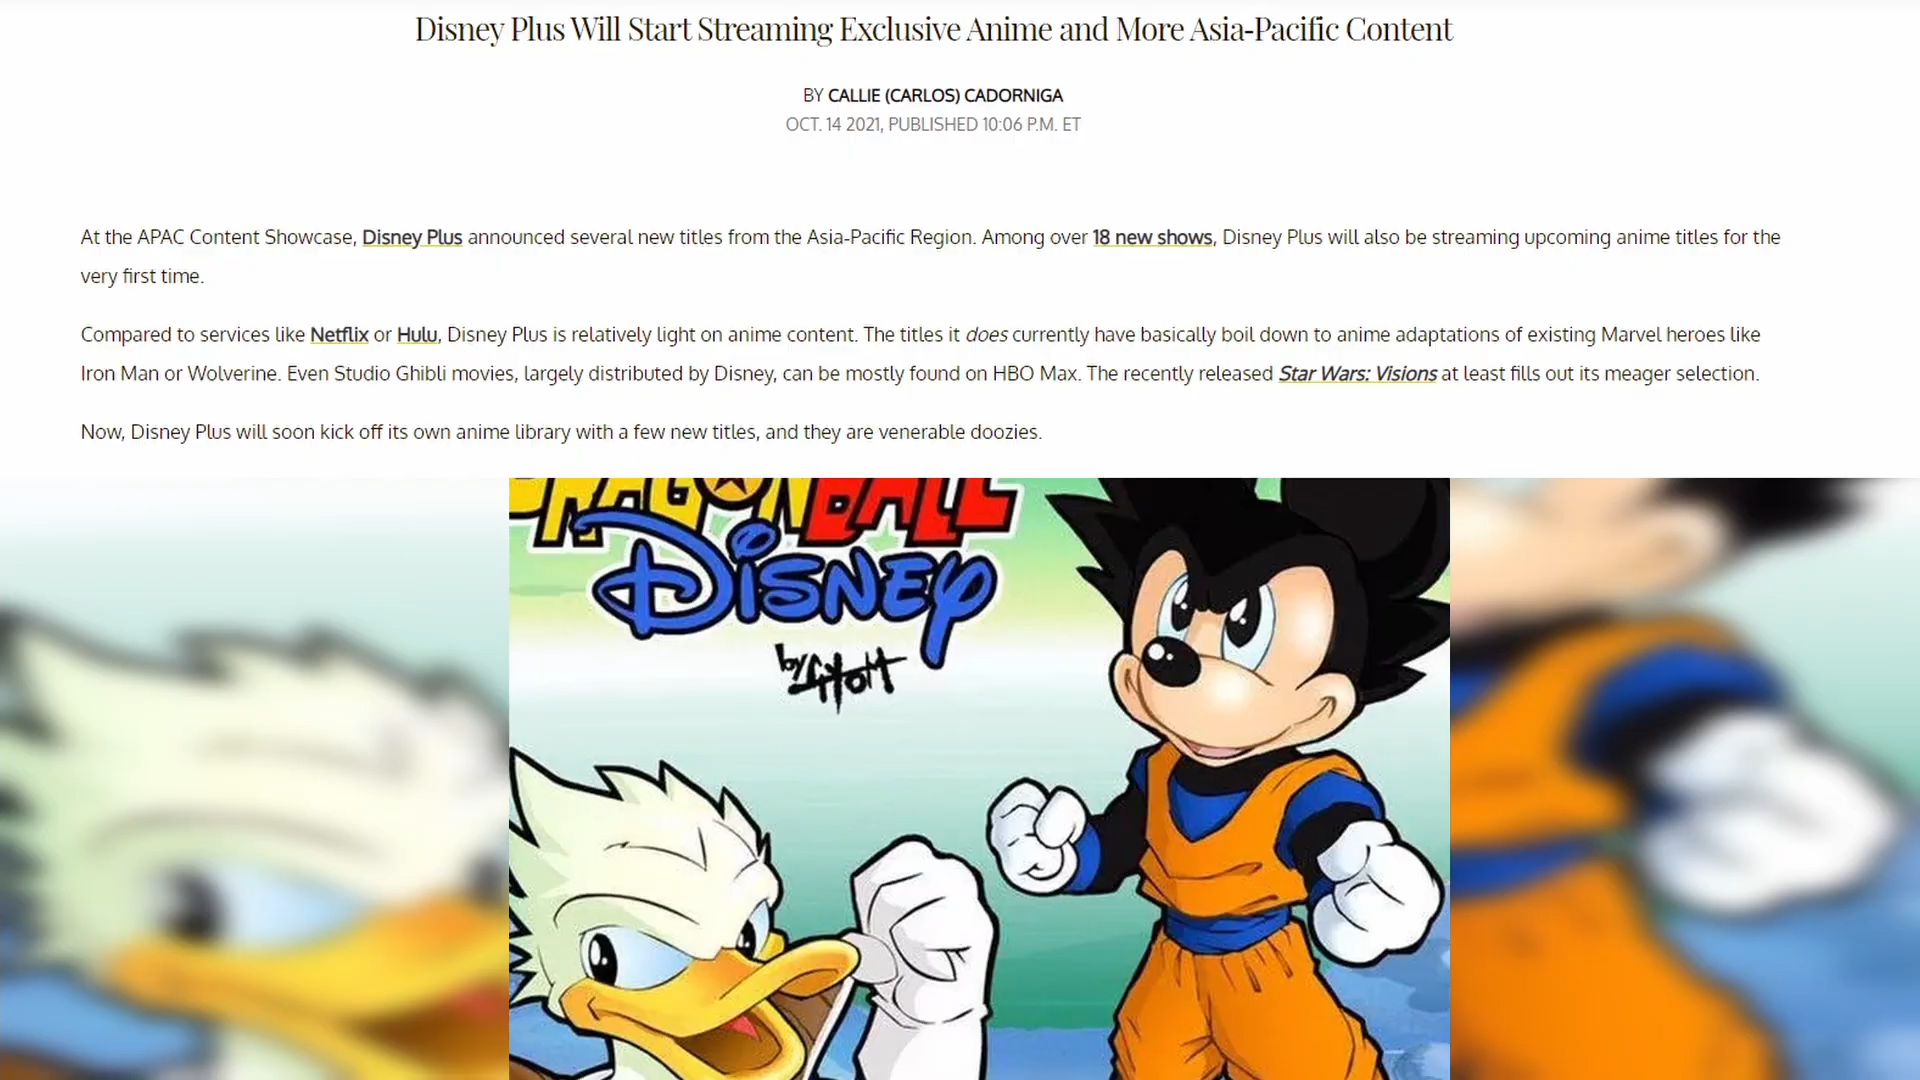 Disney Plus Will Start Streaming Exclusive Anime and More Asia-Pacific Content
BY CALLIE (CARLOS) CADORNIGA
OCT. 14 2021, PUBLISHED 10:06 P.M. ET
At the APAC Content Showcase, Disney Plus announced several new titles from the Asia-Pacific Region. Among over 18 new shows, Disney Plus will also be streaming upcoming anime titles for the
very first time.
Compared to services like Netflix or Hulu, Disney Plus is relatively light on anime content. The titles it does currently have basically boil down to anime adaptations of existing Marvel heroes like
Iron Man or Wolverine. Even Studio Ghibli movies, largely distributed by Disney, can be mostly found on HBO Max. The recently released Star Wars: Visions at least fills out its meager selection.
Now, Disney Plus will soon kick off its own anime library with a few new titles, and they are venerable doozies.
DRAGON BALL
DISNEY
by